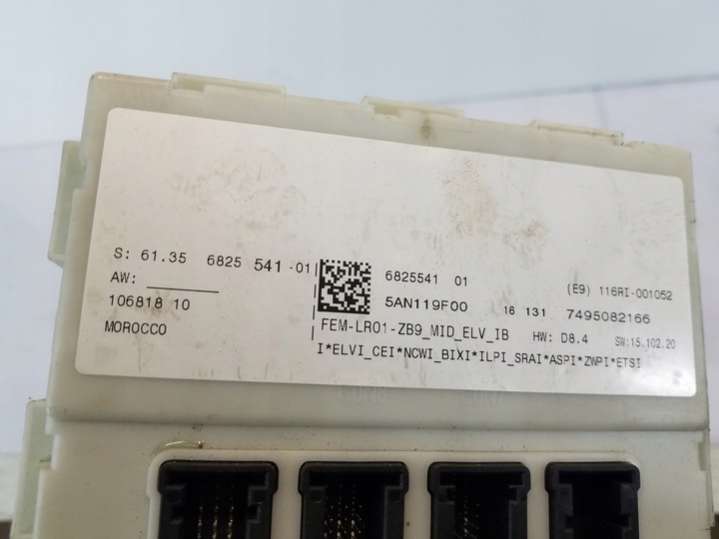 S: 61.35 6825 541 -01
AW:
106818 10
MOROCCO
6825541 01
(E9) 116RI-001052
5AN119F00 16 131 7495082166
FEM-LR01-ZB9_MID_ELV_IB HW: D8.4 SW:15.102.20
I*ELVI_CEI*NCWI_BIXI*ILPI_SRAI*ASPI*ZWPI*ETSI